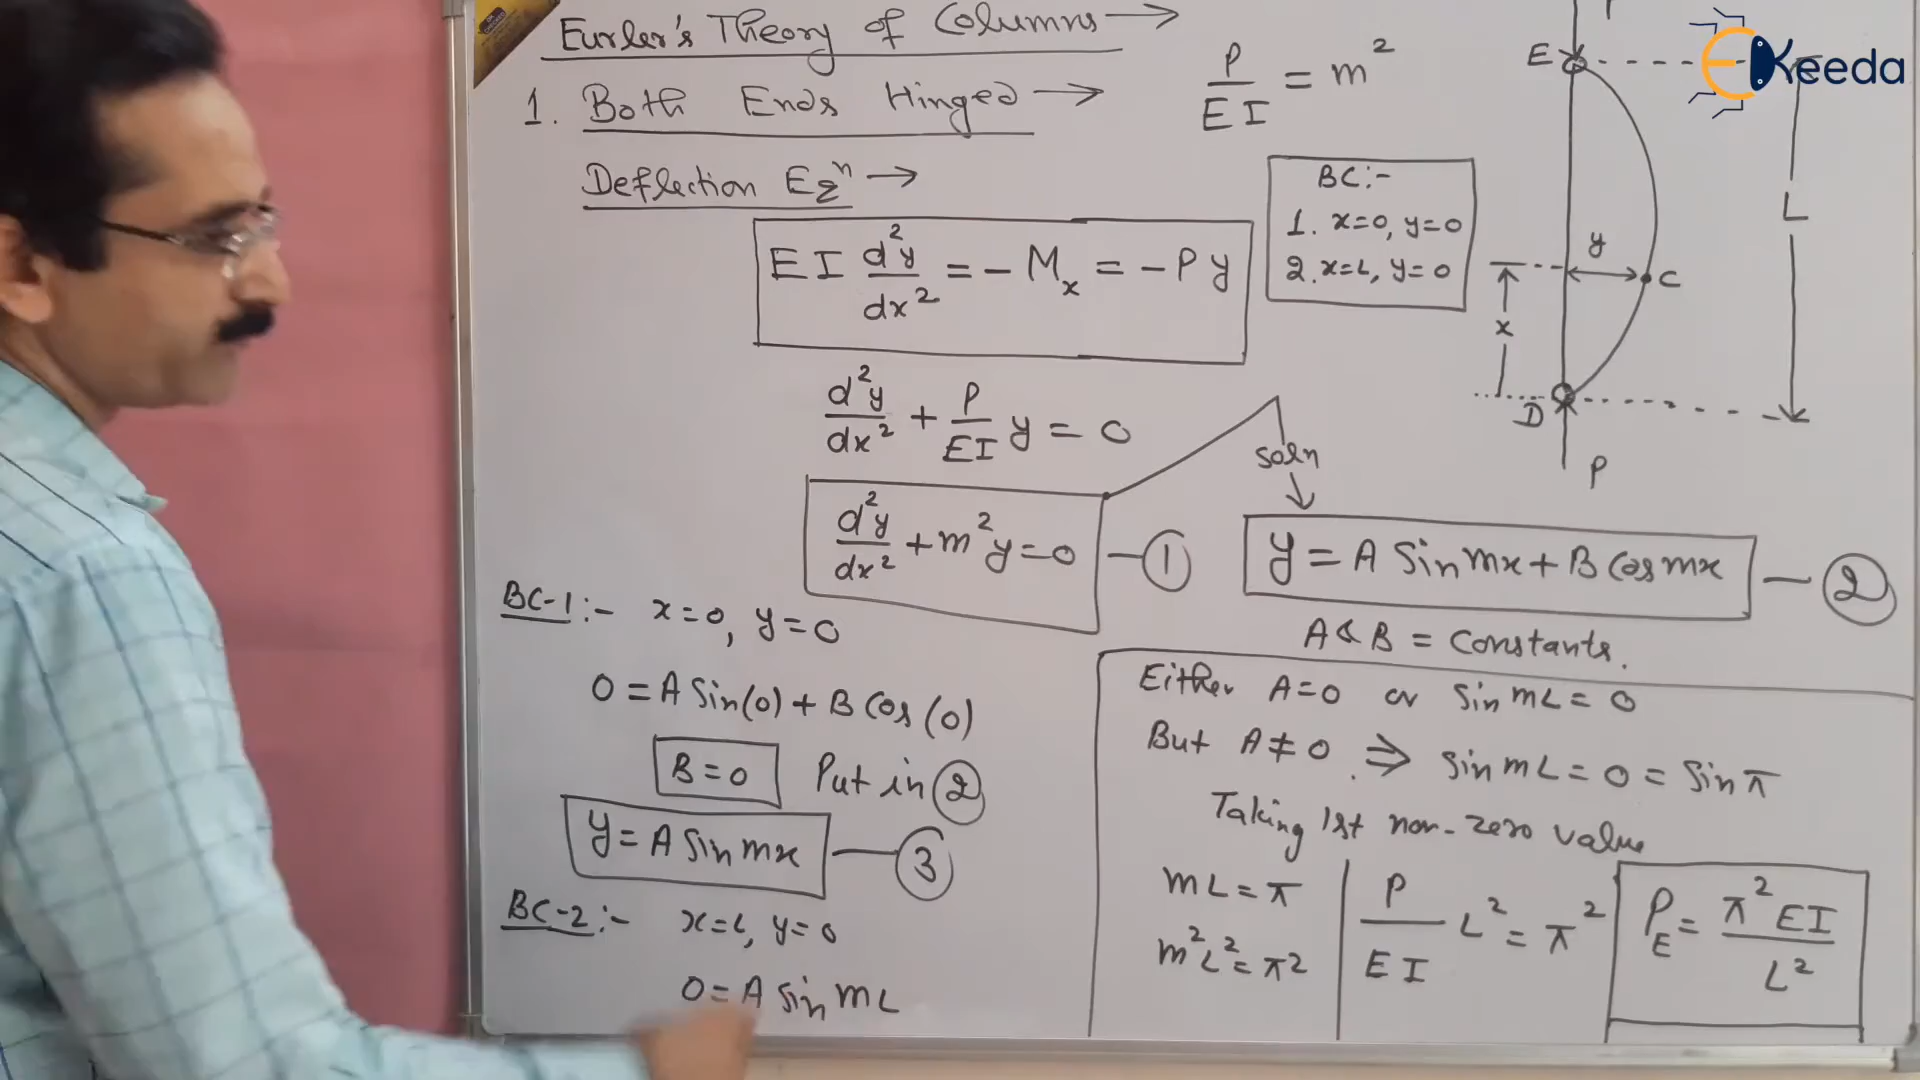 Eurler's Theory of Columns →
1. Both Ends Hinged →
P/EI = m²
Deflection Eqⁿ →
EI d²y/dx² = - Mx = - Py
d²y/dx² + P/EI y = 0
d²y/dx² + m²y = 0 — 1
BC:-
1. x=0, y=0
2. x=L, y=0
E
Ekeeda
L
y
C
x
D
P
soln
y = A Sin mx + B Cos mx — 2
A & B = Constants.
BC-1:- x=0, y=0
0 = A Sin(0) + B Cos(0)
B=0 Put in 2
y = A Sin mx — 3
BC-2:- x=L, y=0
0 = A sin mL
Either A=0 or Sin mL = 0
But A ≠ 0. ⇒ Sin mL = 0 = Sin π
Taking 1st non-zero value
mL = π
m²L² = π²
P/EI L² = π²
P_E = π²EI/L²